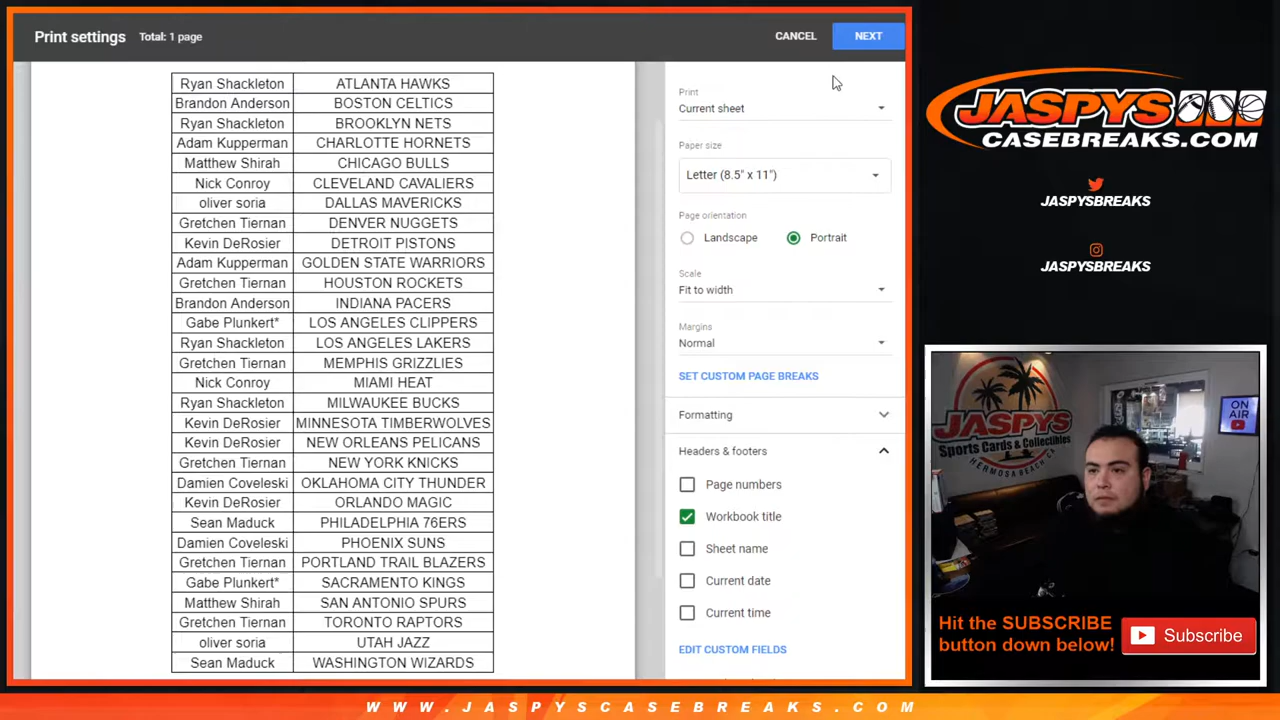 Print settings Total: 1 page CANCEL NEXT
Ryan Shackleton ATLANTA HAWKS
Brandon Anderson BOSTON CELTICS
Ryan Shackleton BROOKLYN NETS
Adam Kupperman CHARLOTTE HORNETS
Matthew Shirah CHICAGO BULLS
Nick Conroy CLEVELAND CAVALIERS
oliver soria DALLAS MAVERICKS
Gretchen Tiernan DENVER NUGGETS
Kevin DeRosier DETROIT PISTONS
Adam Kupperman GOLDEN STATE WARRIORS
Gretchen Tiernan HOUSTON ROCKETS
Brandon Anderson INDIANA PACERS
Gabe Plunkert* LOS ANGELES CLIPPERS
Ryan Shackleton LOS ANGELES LAKERS
Gretchen Tiernan MEMPHIS GRIZZLIES
Nick Conroy MIAMI HEAT
Ryan Shackleton MILWAUKEE BUCKS
Kevin DeRosier MINNESOTA TIMBERWOLVES
Kevin DeRosier NEW ORLEANS PELICANS
Gretchen Tiernan NEW YORK KNICKS
Damien Coveleski OKLAHOMA CITY THUNDER
Kevin DeRosier ORLANDO MAGIC
Sean Maduck PHILADELPHIA 76ERS
Damien Coveleski PHOENIX SUNS
Gretchen Tiernan PORTLAND TRAIL BLAZERS
Gabe Plunkert* SACRAMENTO KINGS
Matthew Shirah SAN ANTONIO SPURS
Gretchen Tiernan TORONTO RAPTORS
oliver soria UTAH JAZZ
Sean Maduck WASHINGTON WIZARDS
Print
Current sheet
Paper size
Letter (8.5" x 11")
Page orientation
Landscape Portrait
Scale
Fit to width
Margins
Normal
SET CUSTOM PAGE BREAKS
Formatting
Headers & footers
Page numbers
Workbook title
Sheet name
Current date
Current time
EDIT CUSTOM FIELDS
JASPYS
CASEBREAKS.COM
JASPYSBREAKS
JASPYSBREAKS
JASPYS
Sports Cards & Collectibles
HERMOSA BEACH, CA
ON
AIR
Hit the SUBSCRIBE
button down below!
Subscribe
WWW.JASPYSCASEBREAKS.COM